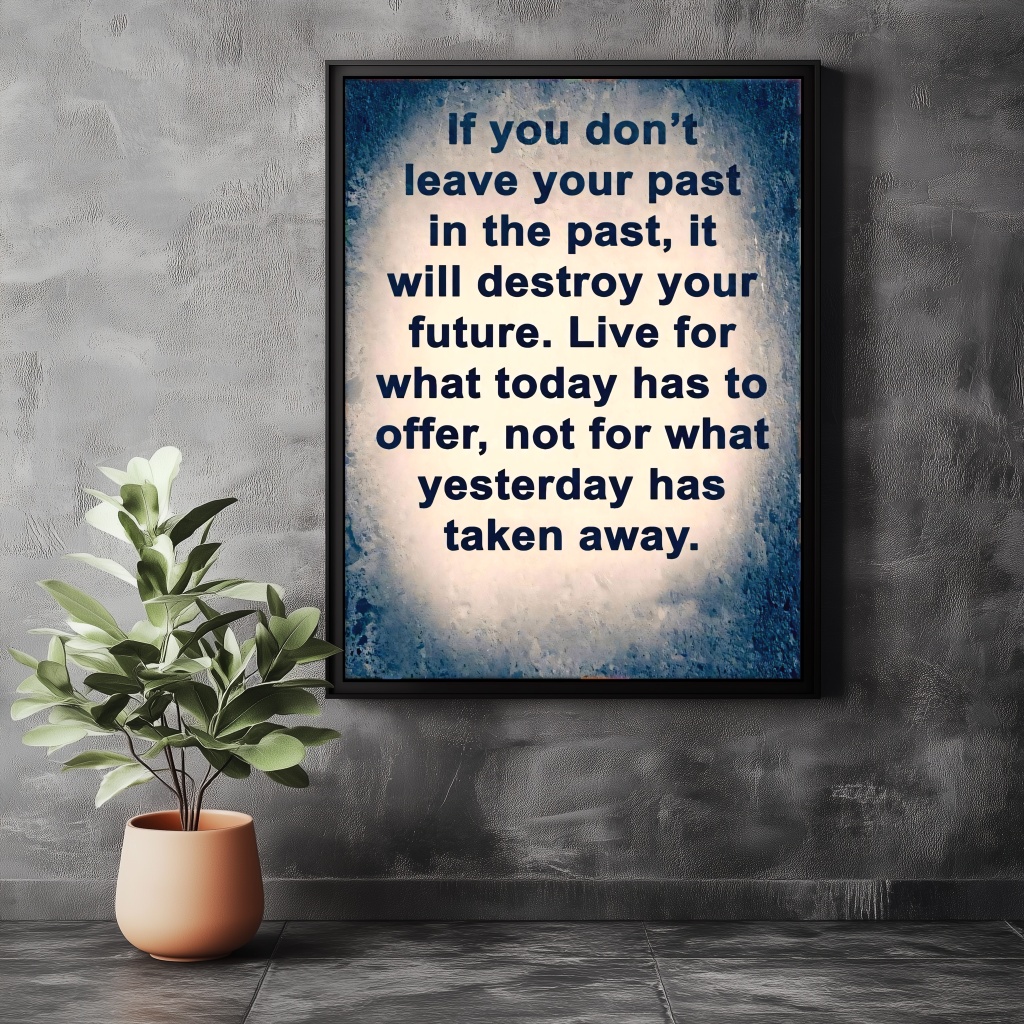 If you don’t
leave your past
in the past, it
will destroy your
future. Live for
what today has to
offer, not for what
yesterday has
taken away.